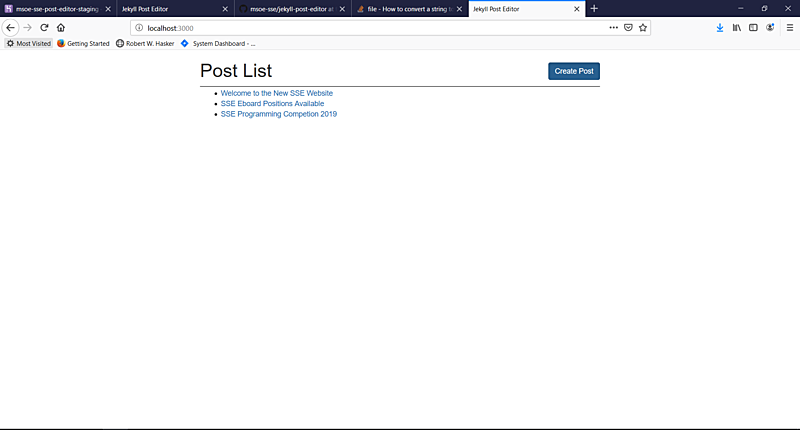 msoe-sse-post-editor-staging
Jekyll Post Editor
msoe-sse/jekyll-post-editor at
file - How to convert a string to
Jekyll Post Editor
localhost:3000
Most Visited
Getting Started
Robert W. Hasker
System Dashboard - ...
Post List
Create Post
Welcome to the New SSE Website
SSE Eboard Positions Available
SSE Programming Competion 2019